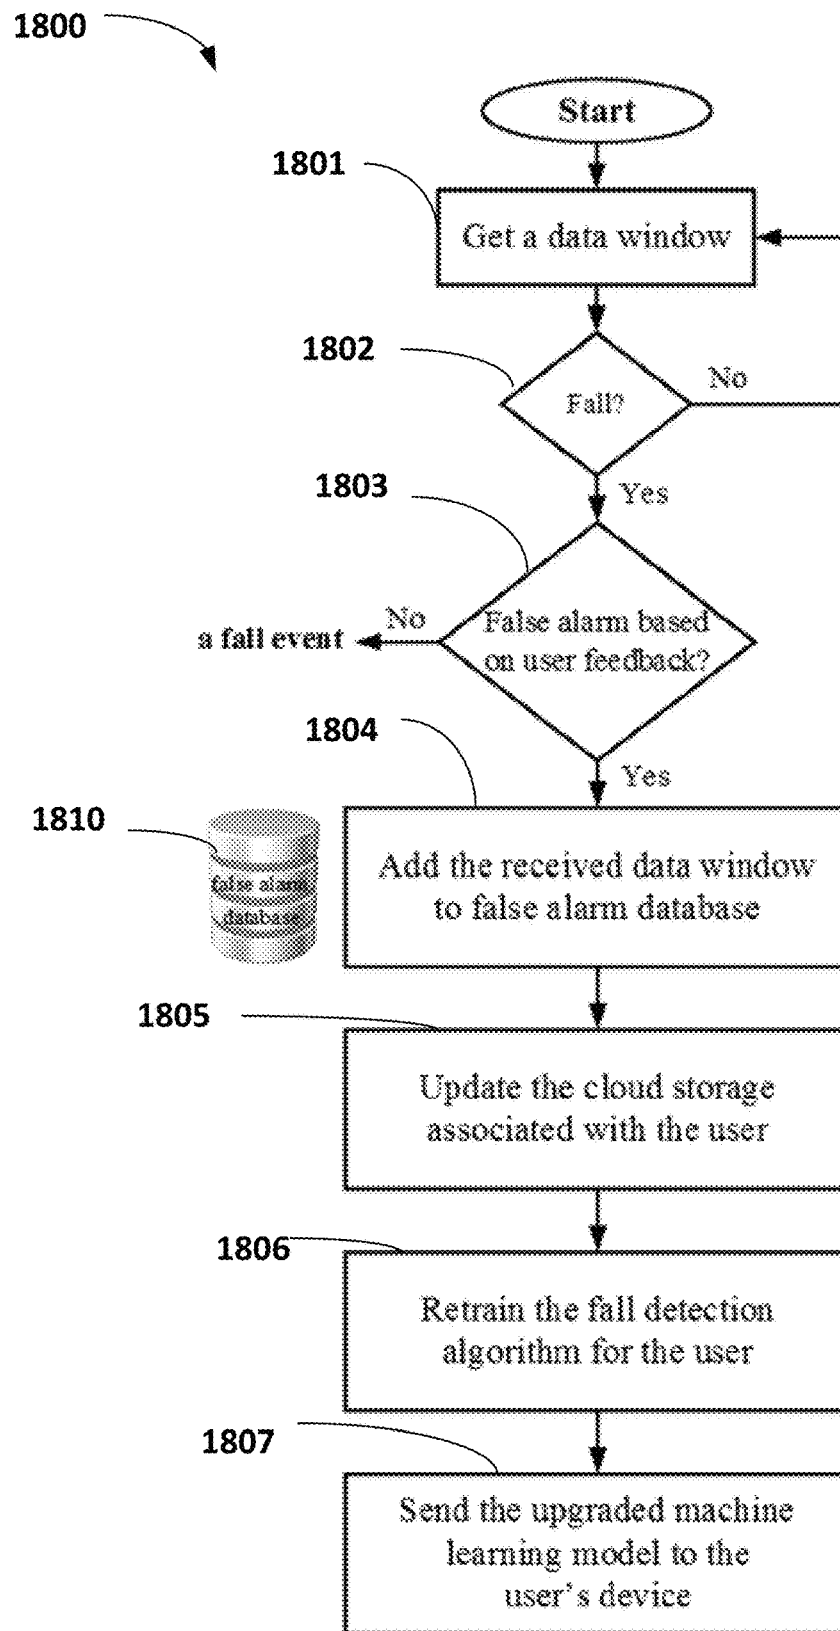 1800
Start
1801
Get a data window
1802
Fall?
No
1803
Yes
False alarm based
on user feedback?
No
a fall event
1804
Yes
1810
false alarm
database
Add the received data window
to false alarm database
1805
Update the cloud storage
associated with the user
1806
Retrain the fall detection
algorithm for the user
1807
Send the upgraded machine
learning model to the
user's device